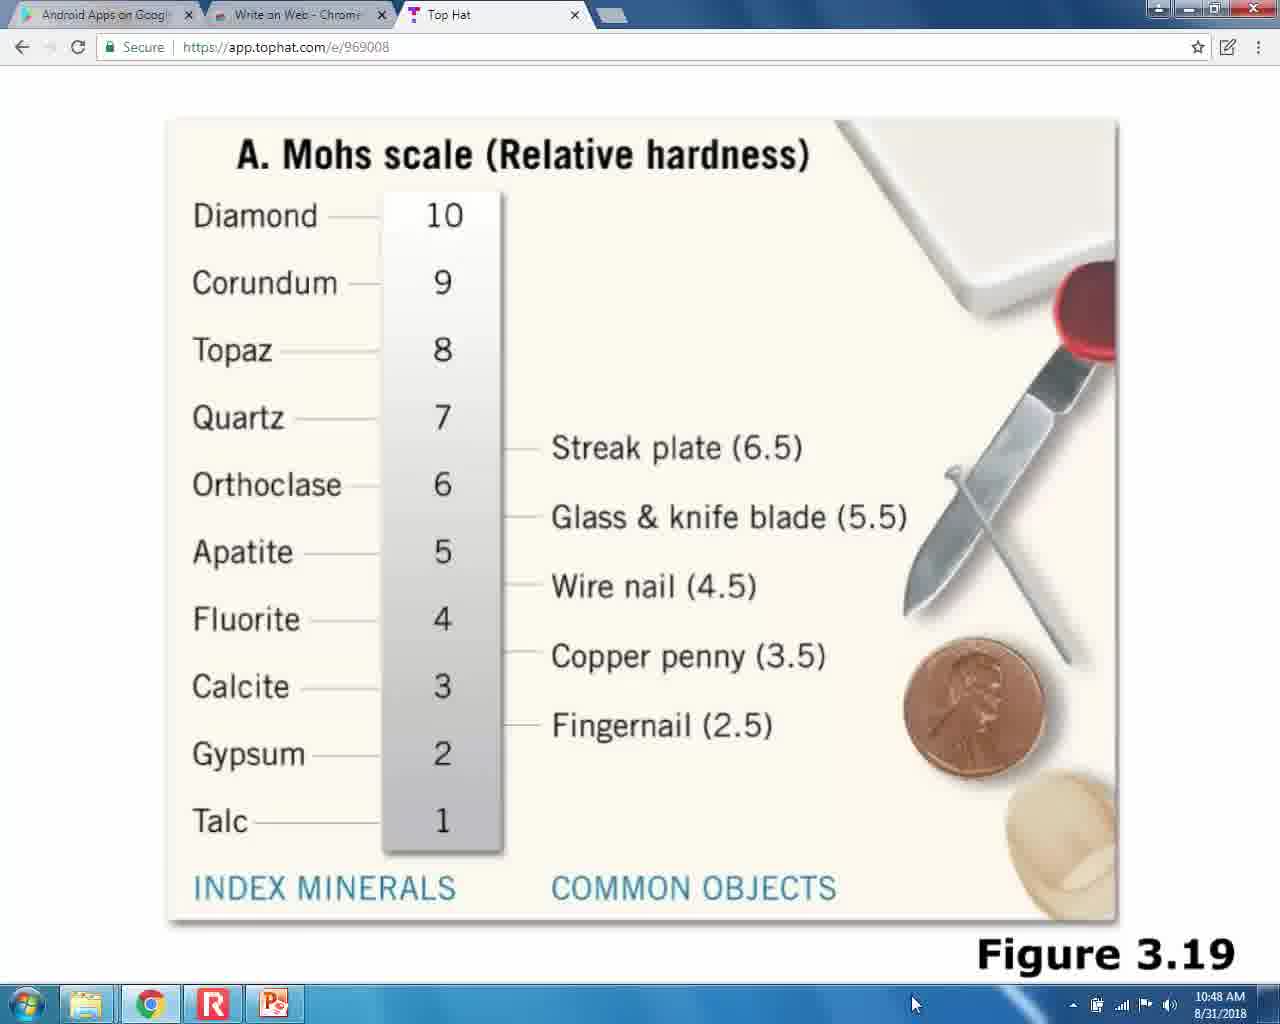 Android Apps on Googl
Write on Web - Chrome
Top Hat
Secure
https://app.tophat.com/e/969008
A. Mohs scale (Relative hardness)
Diamond 10
Corundum 9
Topaz 8
Quartz 7
Streak plate (6.5)
Orthoclase 6
Glass & knife blade (5.5)
Apatite 5
Wire nail (4.5)
Fluorite 4
Copper penny (3.5)
Calcite 3
Fingernail (2.5)
Gypsum 2
Talc 1
INDEX MINERALS COMMON OBJECTS
Figure 3.19
10:48 AM
8/31/2018